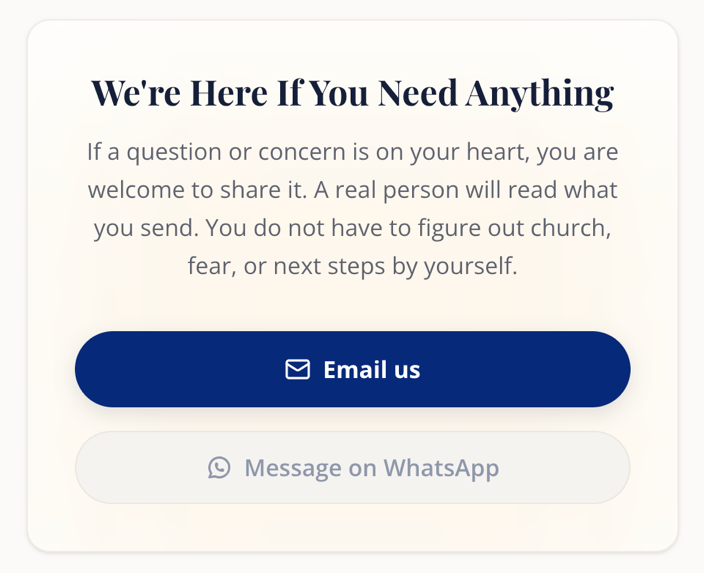 We're Here If You Need Anything
If a question or concern is on your heart, you are
welcome to share it. A real person will read what
you send. You do not have to figure out church,
fear, or next steps by yourself.
Email us
Message on WhatsApp